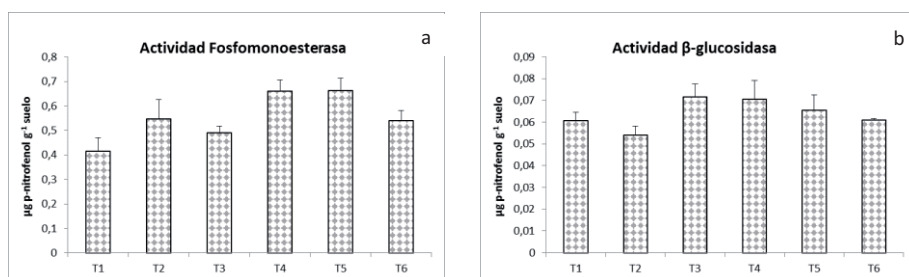 Actividad Fosfomonoesterasa
a
µg p-nitrofenol g⁻¹ suelo
0,8
0,7
0,6
0,5
0,4
0,3
0,2
0,1
0
T1 T2 T3 T4 T5 T6
Actividad β-glucosidasa
b
µg p-nitrofenol g⁻¹ suelo
0,09
0,08
0,07
0,06
0,05
0,04
0,03
0,02
0,01
0
T1 T2 T3 T4 T5 T6